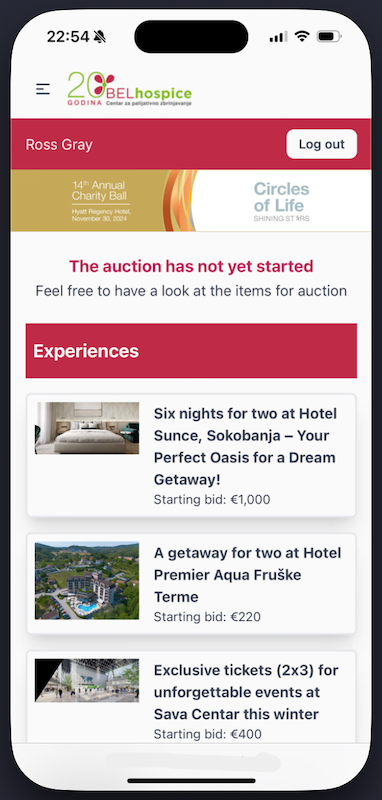 22:54
20
GODINA
BELhospice
Centar za palijativno zbrinjavanje
Ross Gray
Log out
14th Annual
Charity Ball
Hyatt Regency Hotel,
November 30, 2024
Circles
of Life
SHINING STARS
The auction has not yet started
Feel free to have a look at the items for auction
Experiences
Six nights for two at Hotel
Sunce, Sokobanja – Your
Perfect Oasis for a Dream
Getaway!
Starting bid: €1,000
A getaway for two at Hotel
Premier Aqua Fruške
Terme
Starting bid: €220
Exclusive tickets (2x3) for
unforgettable events at
Sava Centar this winter
Starting bid: €400